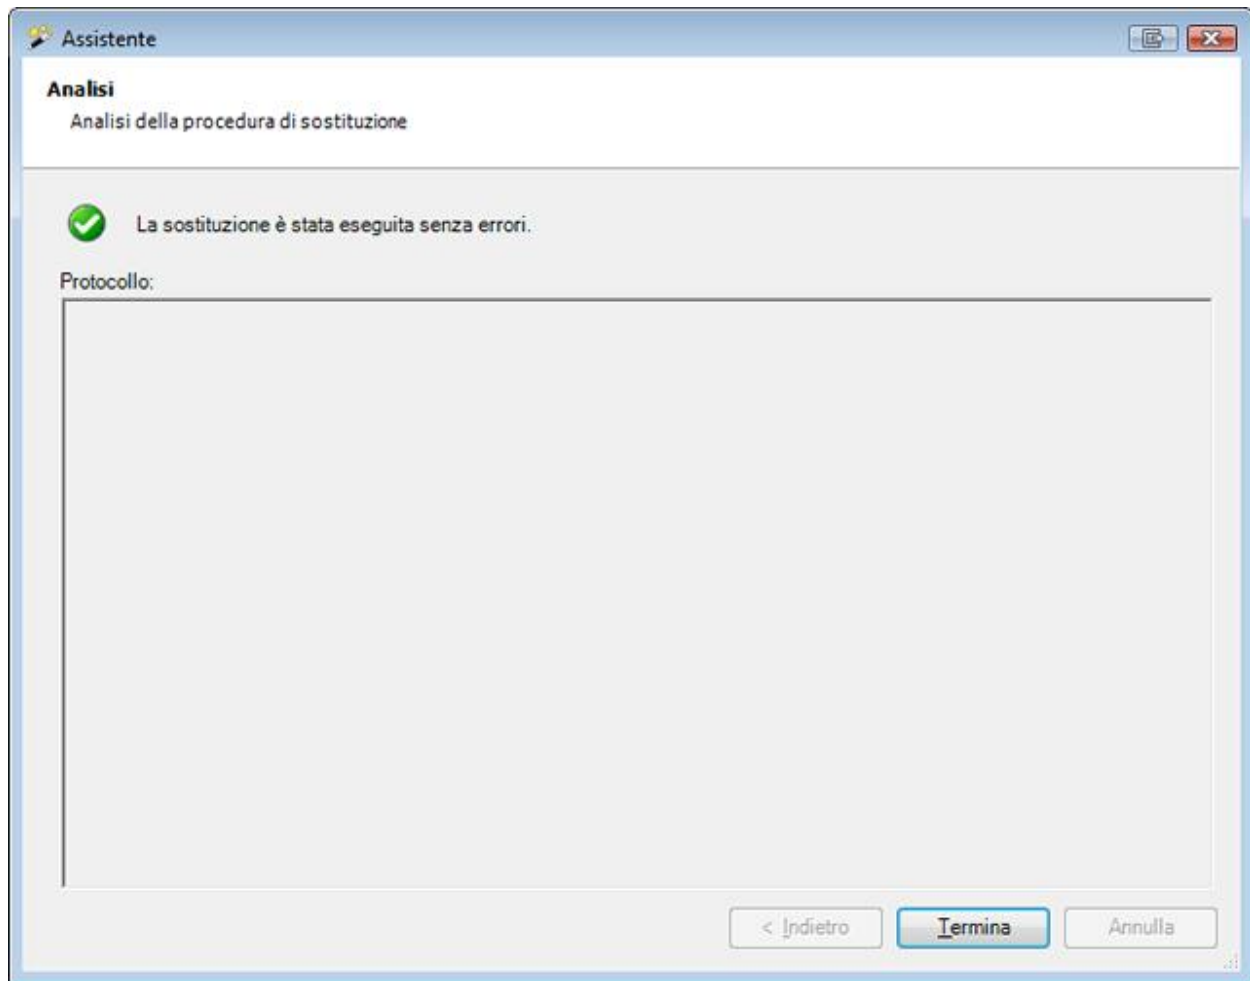 Assistente
Analisi
Analisi della procedura di sostituzione
La sostituzione è stata eseguita senza errori.
Protocollo:
< Indietro
Termina
Annulla